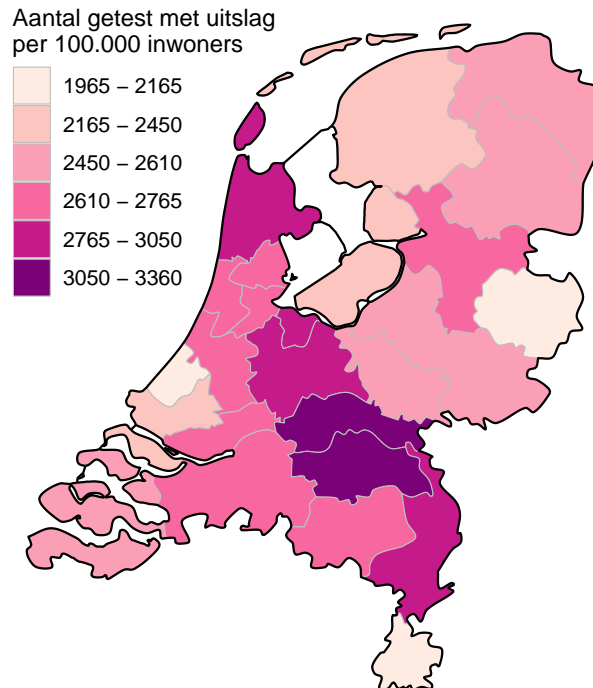 Aantal getest met uitslag
per 100.000 inwoners
1965 – 2165
2165 – 2450
2450 – 2610
2610 – 2765
2765 – 3050
3050 – 3360